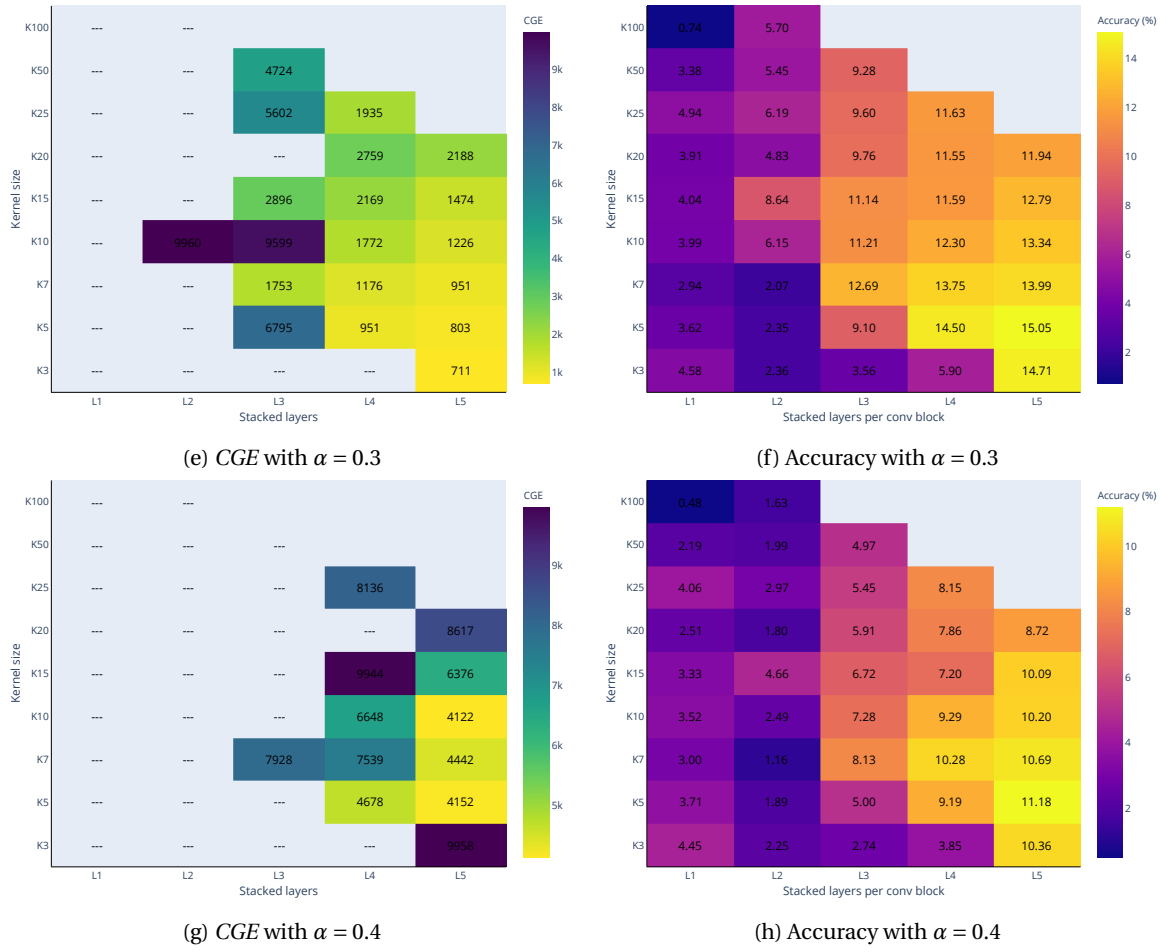 CGE
K100 --- ---
9k
K50 --- --- 4724
8k
K25 --- --- 5602 1935
7k
K20 --- --- --- 2759 2188
6k
Kernel size
K15 --- --- 2896 2169 1474
5k
K10 --- 9960 9599 1772 1226
4k
K7 --- --- 1753 1176 951
3k
K5 --- --- 6795 951 803
2k
K3 --- --- --- --- 711
1k
L1 L2 L3 L4 L5
Stacked layers
(e) CGE with α = 0.3
Accuracy (%)
K100 0.74 5.70
14
K50 3.38 5.45 9.28
12
K25 4.94 6.19 9.60 11.63
K20 3.91 4.83 9.76 11.55 11.94
10
Kernel size
K15 4.04 8.64 11.14 11.59 12.79
8
K10 3.99 6.15 11.21 12.30 13.34
6
K7 2.94 2.07 12.69 13.75 13.99
4
K5 3.62 2.35 9.10 14.50 15.05
2
K3 4.58 2.36 3.56 5.90 14.71
L1 L2 L3 L4 L5
Stacked layers per conv block
(f) Accuracy with α = 0.3
CGE
K100 --- ---
K50 --- --- ---
9k
K25 --- --- --- 8136
8k
K20 --- --- --- --- 8617
Kernel size
K15 --- --- --- 9944 6376
7k
K10 --- --- --- 6648 4122
6k
K7 --- --- 7928 7539 4442
5k
K5 --- --- --- 4678 4152
K3 --- --- --- --- 9958
L1 L2 L3 L4 L5
Stacked layers
(g) CGE with α = 0.4
Accuracy (%)
K100 0.48 1.63
K50 2.19 1.99 4.97
10
K25 4.06 2.97 5.45 8.15
K20 2.51 1.80 5.91 7.86 8.72
8
Kernel size
K15 3.33 4.66 6.72 7.20 10.09
6
K10 3.52 2.49 7.28 9.29 10.20
4
K7 3.00 1.16 8.13 10.28 10.69
K5 3.71 1.89 5.00 9.19 11.18
2
K3 4.45 2.25 2.74 3.85 10.36
L1 L2 L3 L4 L5
Stacked layers per conv block
(h) Accuracy with α = 0.4